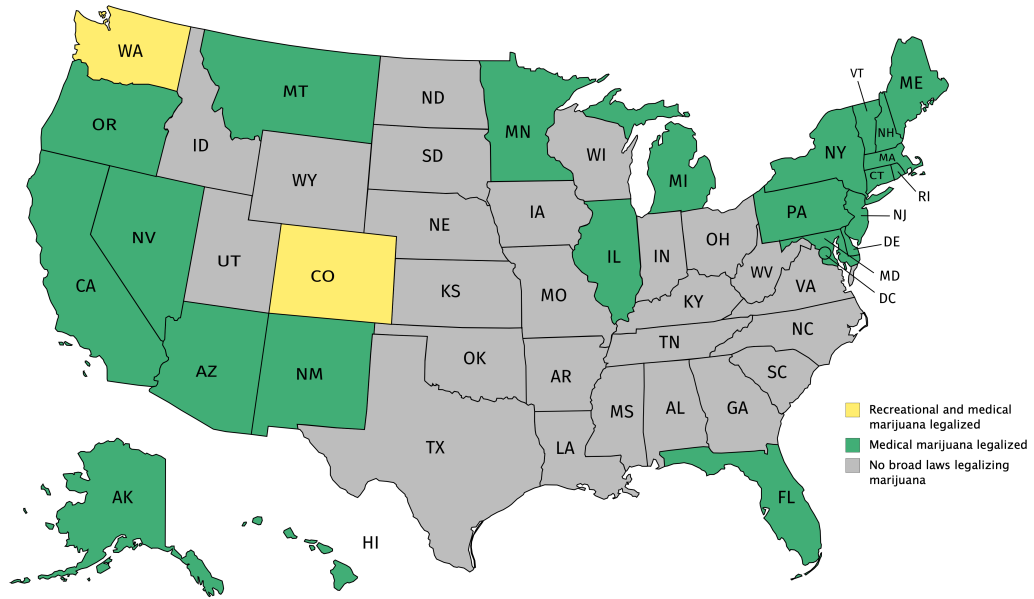 WA
MT
ND
MN
VT
ME
OR
ID
SD
WI
NH
WY
MI
NY
MA
CT
RI
NV
NE
IA
PA
NJ
UT
CO
IL
IN
OH
DE
CA
KS
MO
WV
VA
MD
DC
KY
AZ
NM
OK
AR
TN
NC
SC
MS
AL
GA
TX
LA
FL
AK
HI
Recreational and medical
marijuana legalized
Medical marijuana legalized
No broad laws legalizing
marijuana